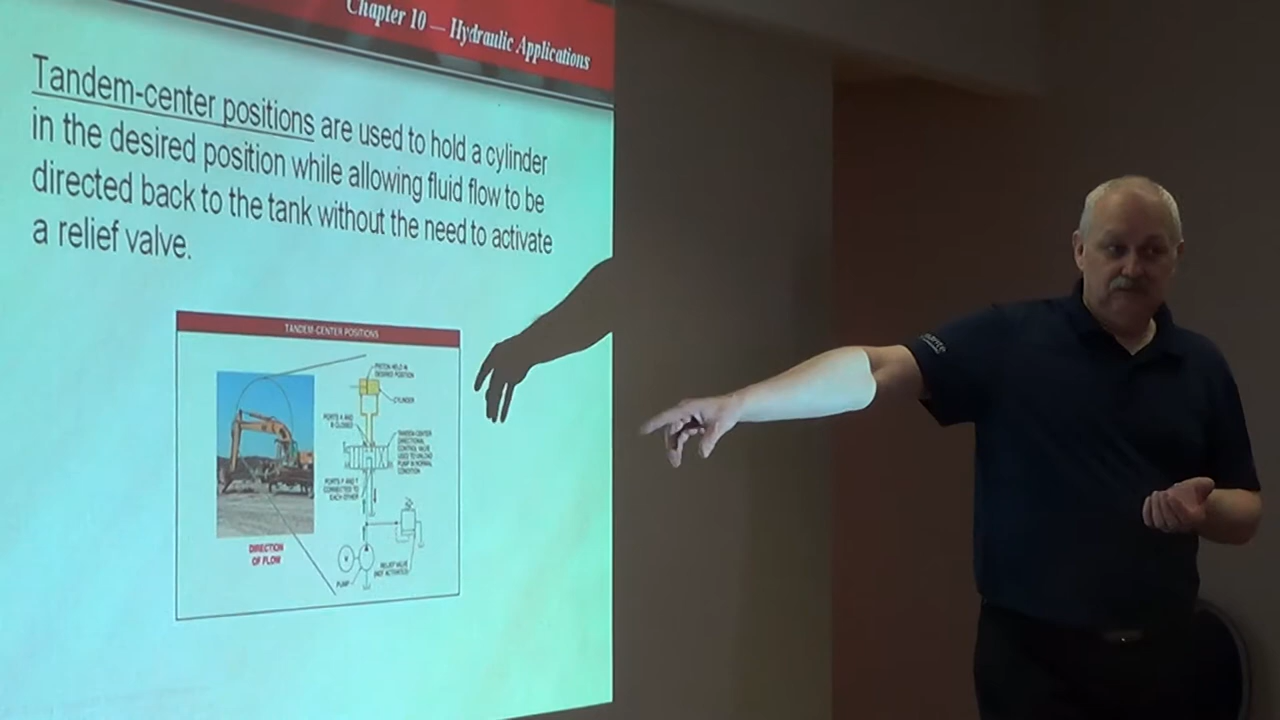 Chapter 10 — Hydraulic Applications
Tandem-center positions are used to hold a cylinder
in the desired position while allowing fluid flow to be
directed back to the tank without the need to activate
a relief valve.
TANDEM-CENTER POSITIONS
PISTON HELD IN
DESIRED POSITION
CYLINDER
PORTS A AND
B CLOSED
TANDEM-CENTER
DIRECTIONAL
CONTROL VALVE
USED TO UNLOAD
PUMP IN NORMAL
CONDITION
PORTS P AND T
CONNECTED TO
EACH OTHER
DIRECTION
OF FLOW
RELIEF VALVE
(NOT ACTIVATED)
PUMP